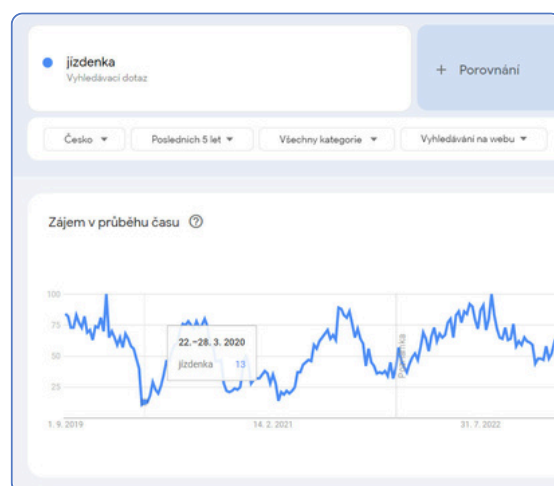 jízdenka
Vyhledávací dotaz
+ Porovnání
Česko
Posledních 5 let
Všechny kategorie
Vyhledávání na webu
Zájem v průběhu času
100
75
50
25
22.–28. 3. 2020
jízdenka 13
Poznámka
1. 9. 2019
14. 2. 2021
31. 7. 2022